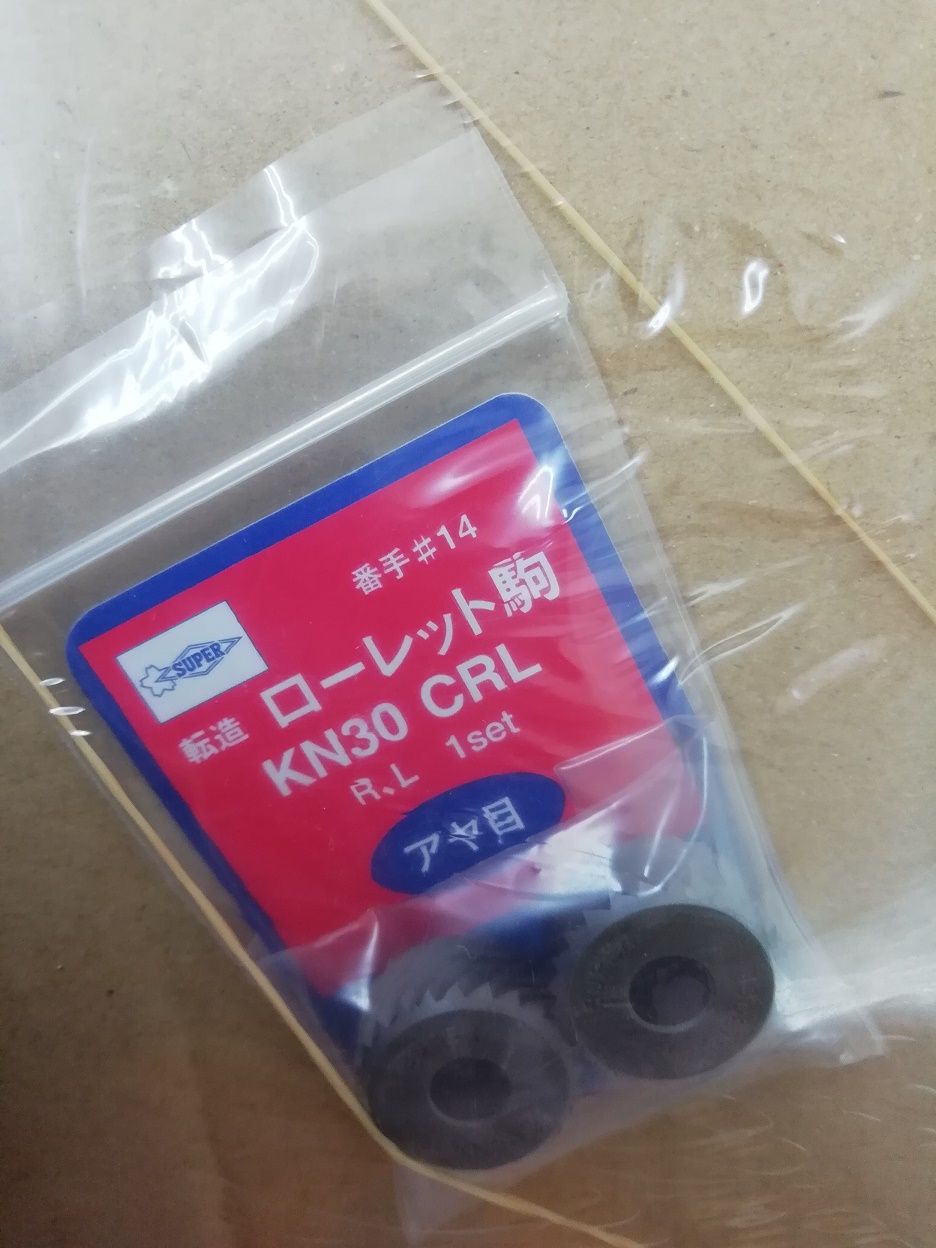 番手#14
SUPER
転造 ローレット駒
KN30 CRL
R、L 1set
アヤ目